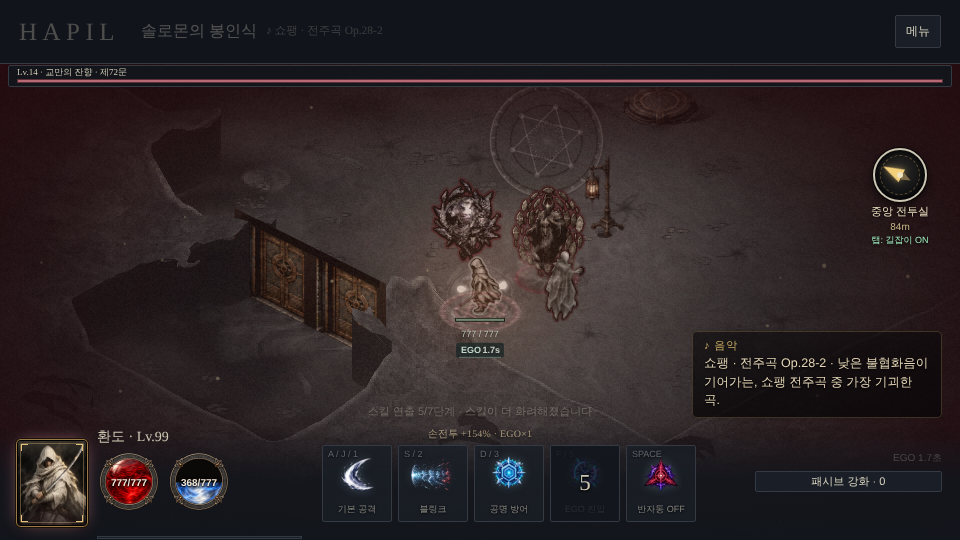 HAPIL 솔로몬의 봉인식 ♪ 쇼팽 · 전주곡 Op.28-2
메뉴
Lv.14 · 교만의 잔향 · 제72문
중앙 전투실
84m
탭: 길잡이 ON
777/777
EGO 1.7s
♪ 음악
쇼팽 · 전주곡 Op.28-2 · 낮은 불협화음이
기어가는, 쇼팽 전주곡 중 가장 기괴한
곡.
스킬 연출 5/7단계 · 스킬이 더 화려해졌습니다
손전투 +154% · EGO×1
환도 · Lv.99
777/777
368/777
A / J / 1
기본 공격
S / 2
블링크
D / 3
공명 방어
5
EGO 진입
SPACE
반자동 OFF
EGO 1.7초
패시브 강화 · 0